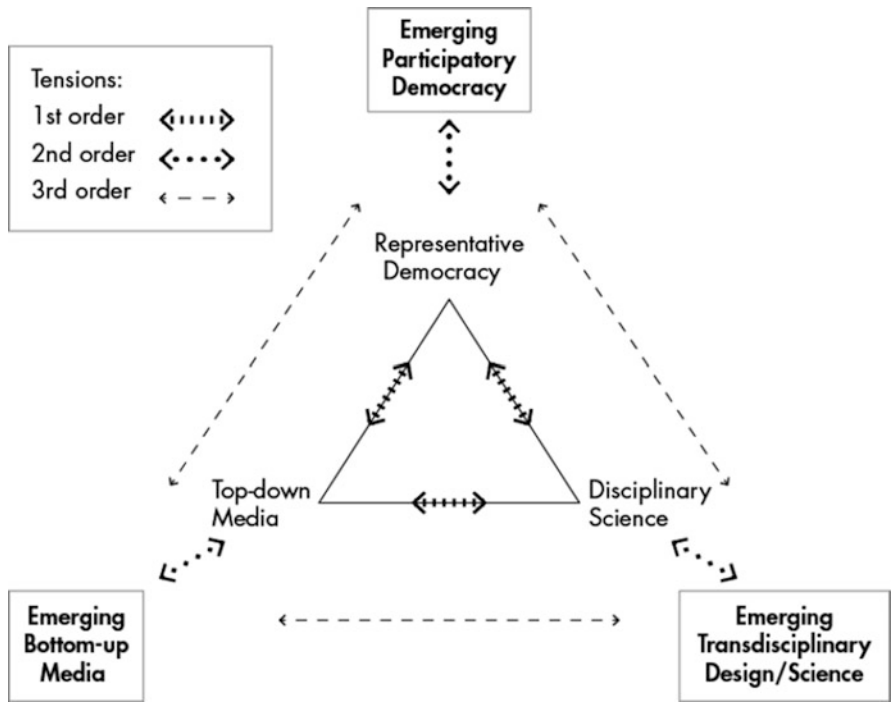 Emerging
Participatory
Democracy
Tensions:
1st order
2nd order
3rd order
Representative
Democracy
Top-down
Media
Disciplinary
Science
Emerging
Bottom-up
Media
Emerging
Transdisciplinary
Design/Science